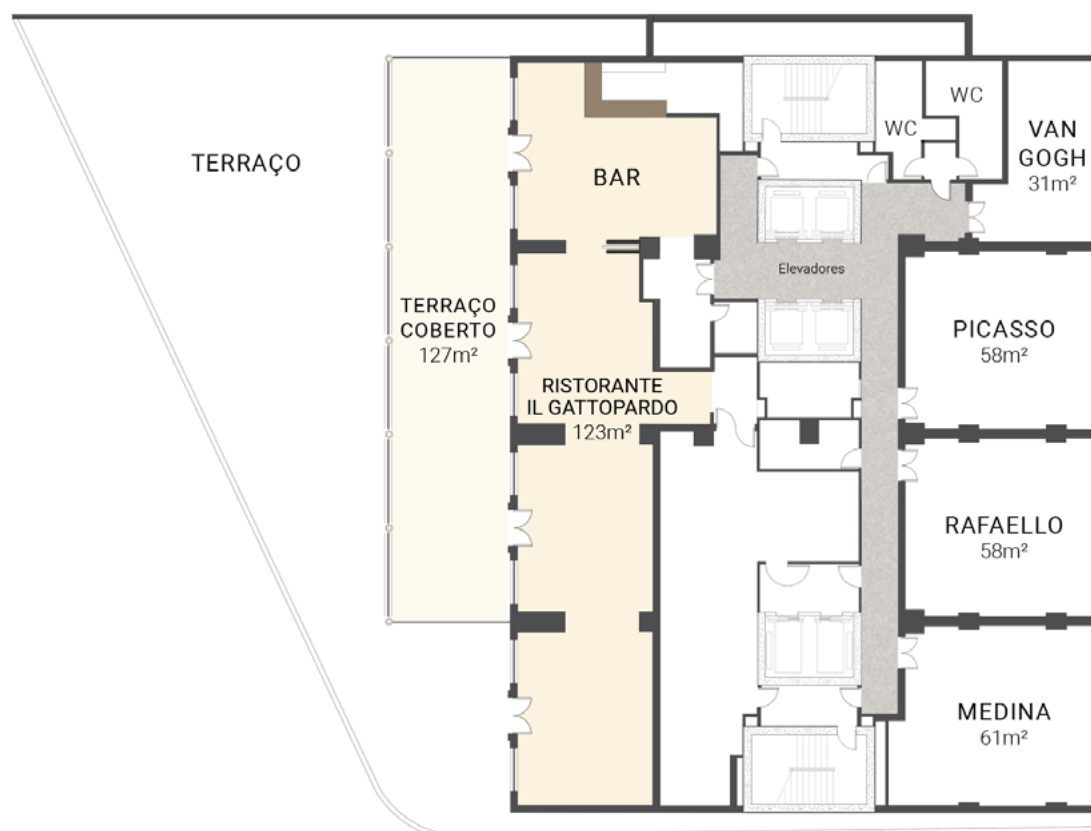 TERRAÇO
TERRAÇO
COBERTO
127m²
BAR
RISTORANTE
IL GATTOPARDO
123m²
Elevadores
WC
WC
VAN
GOGH
31m²
PICASSO
58m²
RAFAELLO
58m²
MEDINA
61m²